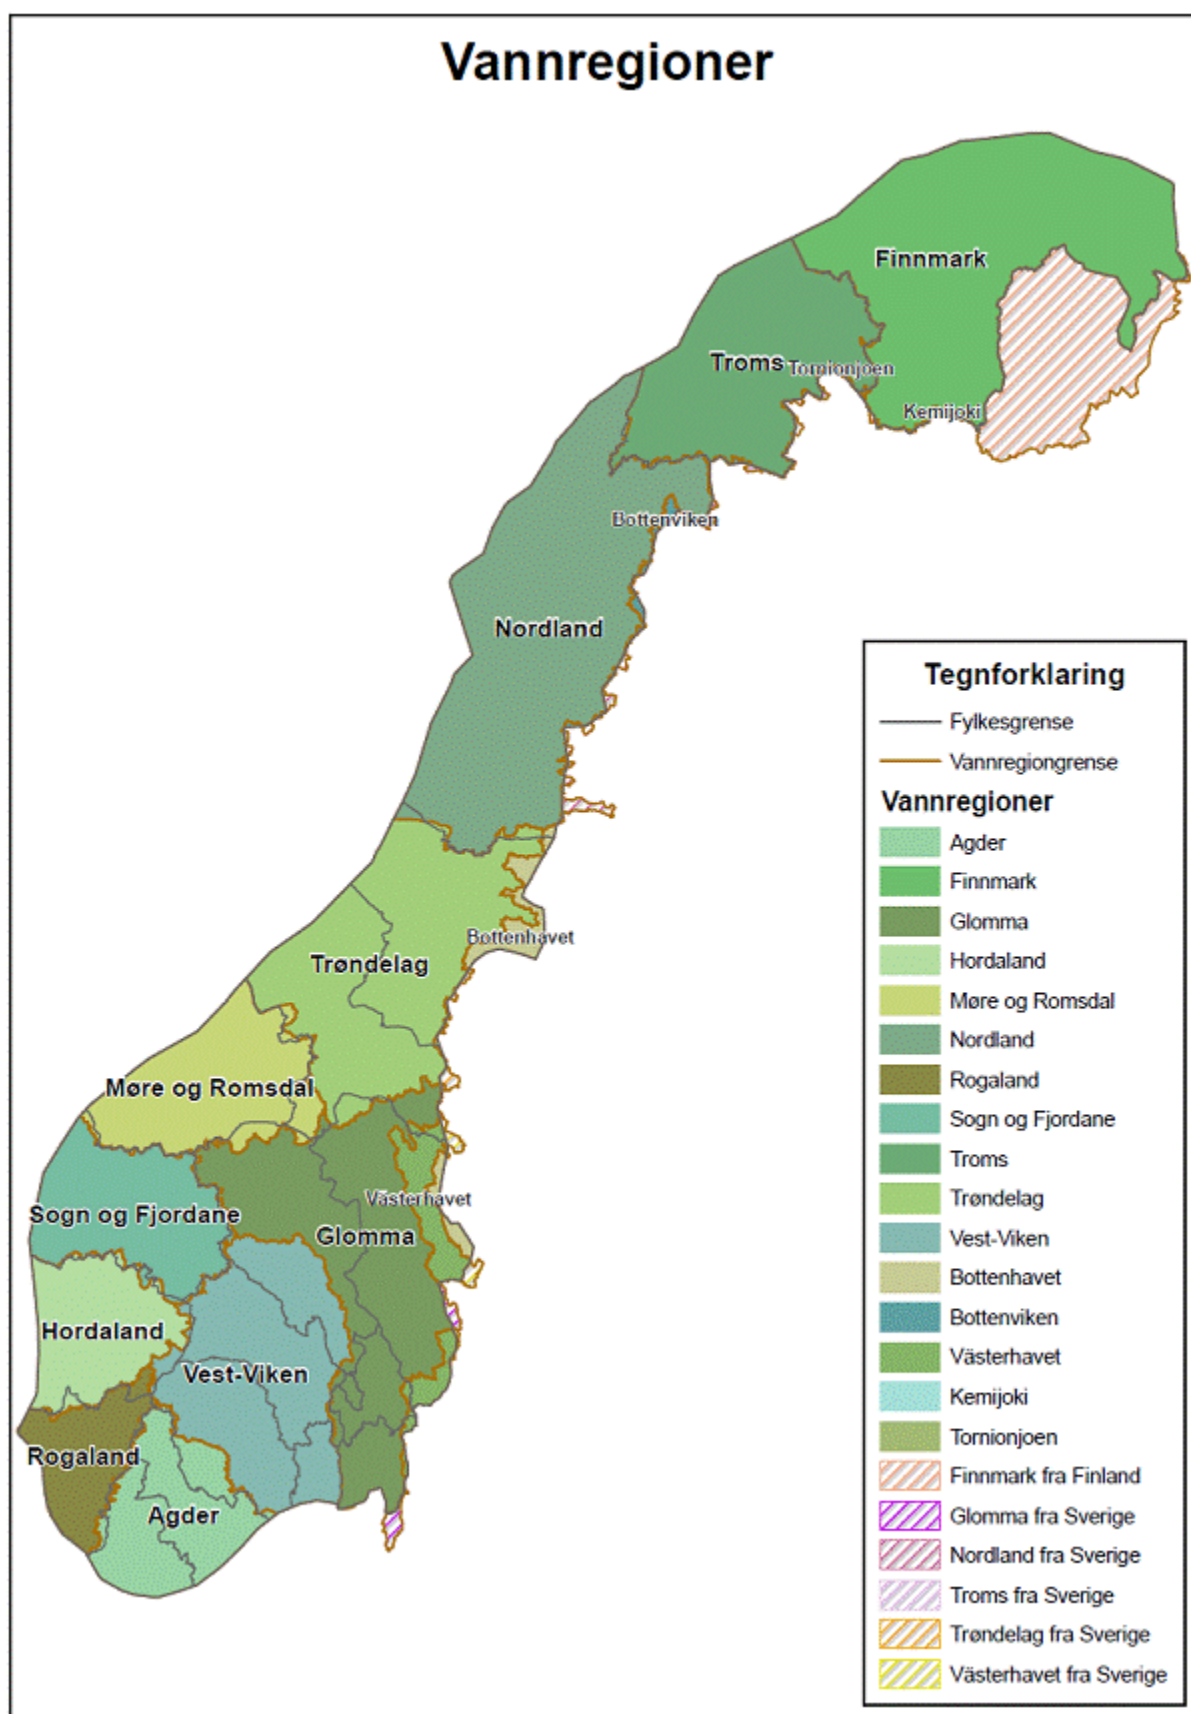 Vannregioner
Finnmark
Troms
Tornionjoen
Kemijoki
Bottenviken
Nordland
Bottenhavet
Trøndelag
Møre og Romsdal
Västerhavet
Sogn og Fjordane
Glomma
Hordaland
Vest-Viken
Rogaland
Agder
Tegnforklaring
Fylkesgrense
Vannregiongrense
Vannregioner
Agder
Finnmark
Glomma
Hordaland
Møre og Romsdal
Nordland
Rogaland
Sogn og Fjordane
Troms
Trøndelag
Vest-Viken
Bottenhavet
Bottenviken
Västerhavet
Kemijoki
Tornionjoen
Finnmark fra Finland
Glomma fra Sverige
Nordland fra Sverige
Troms fra Sverige
Trøndelag fra Sverige
Västerhavet fra Sverige